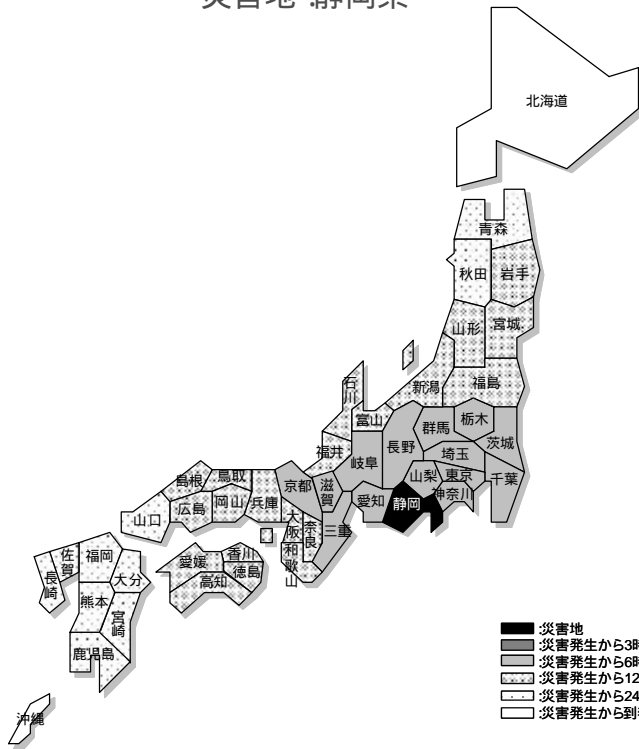 災害地 :静岡県
北海道
青森
秋田
岩手
山形
宮城
石川
新潟
福島
富山
栃木
群馬
茨城
福井
長野
埼玉
岐阜
山梨
東京
千葉
島根
鳥取
京都
滋賀
愛知
静岡
神奈川
山口
広島
岡山
兵庫
大阪
奈良
三重
和歌山
佐賀
福岡
愛媛
香川
徳島
高知
長崎
大分
熊本
宮崎
鹿児島
沖縄
:災害地
:災害発生から3時
:災害発生から6時
:災害発生から12
:災害発生から24
:災害発生から到